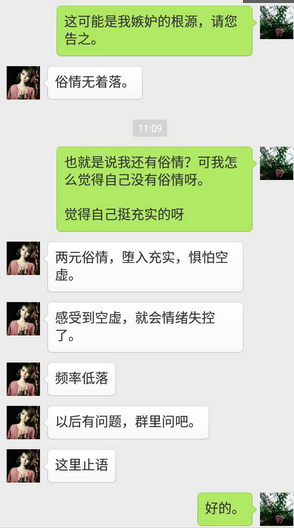 这可能是我嫉妒的根源，请您
告之。
俗情无着落。
11:09
也就是说我还有俗情？可我怎
么觉得自己没有俗情呀。
觉得自己挺充实的呀
两元俗情，堕入充实，惧怕空
虚。
感受到空虚，就会情绪失控
了。
频率低落
以后有问题，群里问吧。
这里止语
好的。